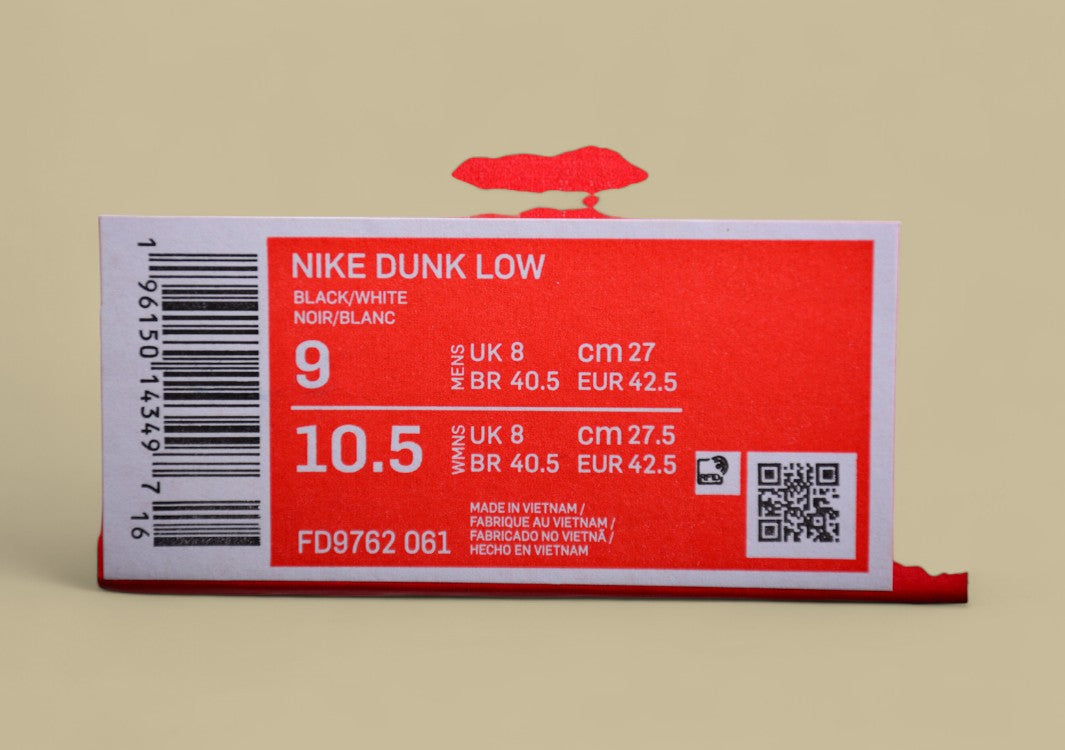 1 96150 14349 7 16
NIKE DUNK LOW
BLACK/WHITE
NOIR/BLANC
9 MENS UK 8 cm 27
BR 40.5 EUR 42.5
10.5 WMNS UK 8 cm 27.5
BR 40.5 EUR 42.5
MADE IN VIETNAM /
FABRIQUE AU VIETNAM /
FABRICADO NO VIETNÃ /
HECHO EN VIETNAM
FD9762 061